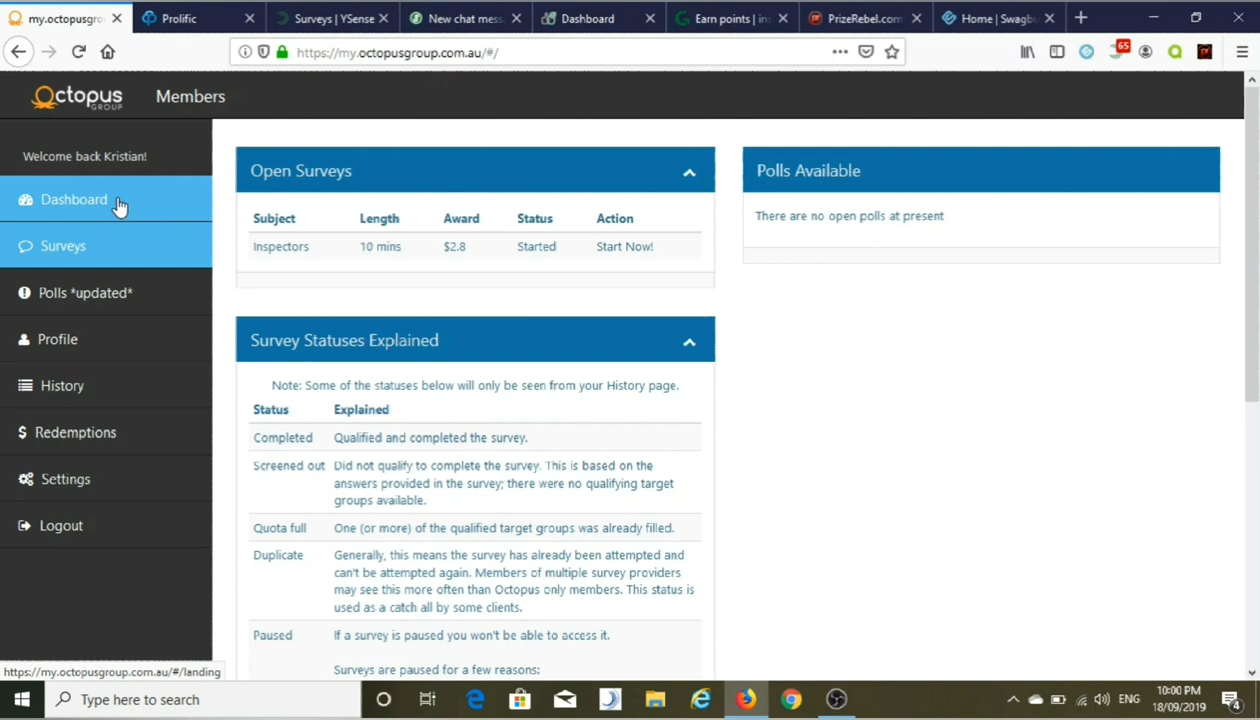 my.octopusgro
Prolific
Surveys | YSense
New chat mess
Dashboard
Earn points | ins
PrizeRebel.com
Home | Swagbu
https://my.octopusgroup.com.au/#/
65
Octopus GROUP
Members
Welcome back Kristian!
Dashboard
Surveys
Polls *updated*
Profile
History
Redemptions
Settings
Logout
Open Surveys
Subject Length Award Status Action
Inspectors 10 mins $2.8 Started Start Now!
Polls Available
There are no open polls at present
Survey Statuses Explained
Note: Some of the statuses below will only be seen from your History page.
Status Explained
Completed Qualified and completed the survey.
Screened out Did not qualify to complete the survey. This is based on the
answers provided in the survey; there were no qualifying target
groups available.
Quota full One (or more) of the qualified target groups was already filled.
Duplicate Generally, this means the survey has already been attempted and
can't be attempted again. Members of multiple survey providers
may see this more often than Octopus only members. This status is
used as a catch all by some clients.
Paused If a survey is paused you won't be able to access it.
Surveys are paused for a few reasons:
https://my.octopusgroup.com.au/#/landing
Type here to search
ENG
10:00 PM
18/09/2019
4